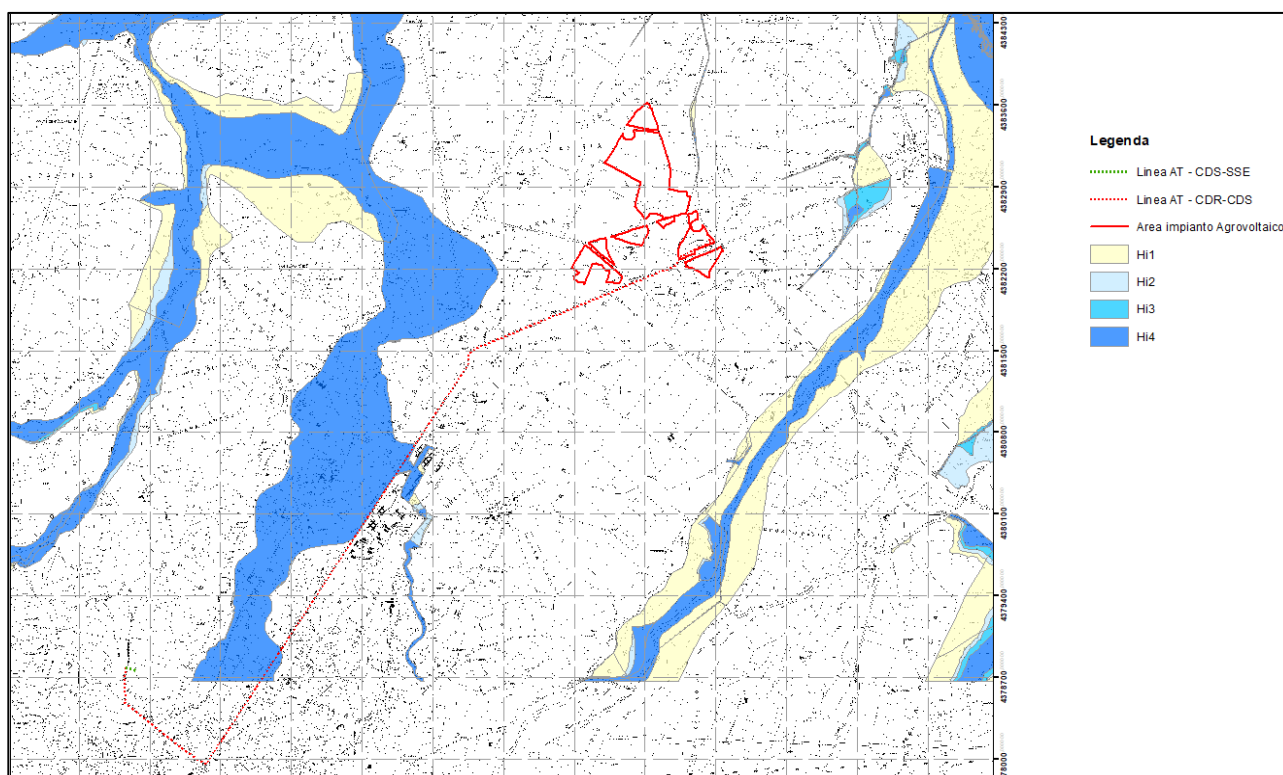 4384300
4383600
4382900
4382200
4381500
4380800
4380100
4379400
4378700
4378000
Legenda
Linea AT - CDS-SSE
Linea AT - CDR-CDS
Area impianto Agrovoltaico
Hi1
Hi2
Hi3
Hi4